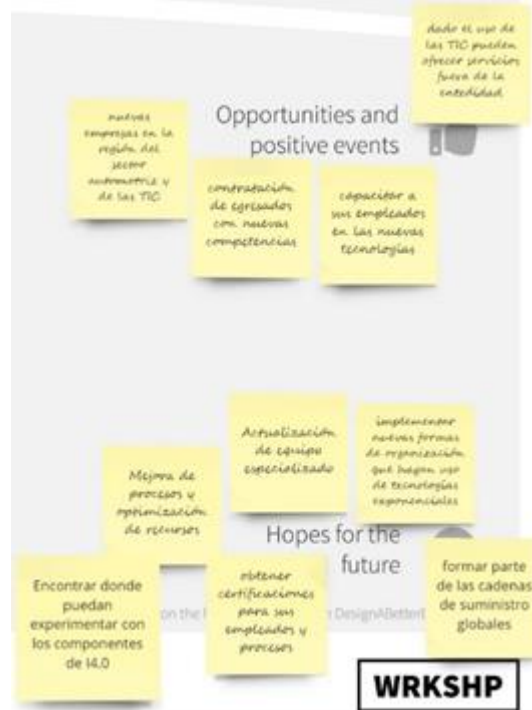 dado el uso de
las TIC pueden
ofrecer servicios
fuera de la
entedidad
nuevas
empresas en la
región del
sector
automotriz y
de las TIC
Opportunities and
positive events
contratación
de egresados
con nuevas
competencias
capacitar a
sus empleados
en las nuevas
tecnologías
Actualización
de equipo
especializado
implementar
nuevas formas
de organización
que hagan uso
de tecnologías
exponenciales
Mejora de
procesos y
optimización
de recursos
Hopes for the
future
Encontrar donde
puedan
experimentar con
los componentes
de I4.0
obtener
certificaciones
para sus
empleados y
procesos
formar parte
de las cadenas
de suministro
globales
on the
DesignABetter
WRKSHP